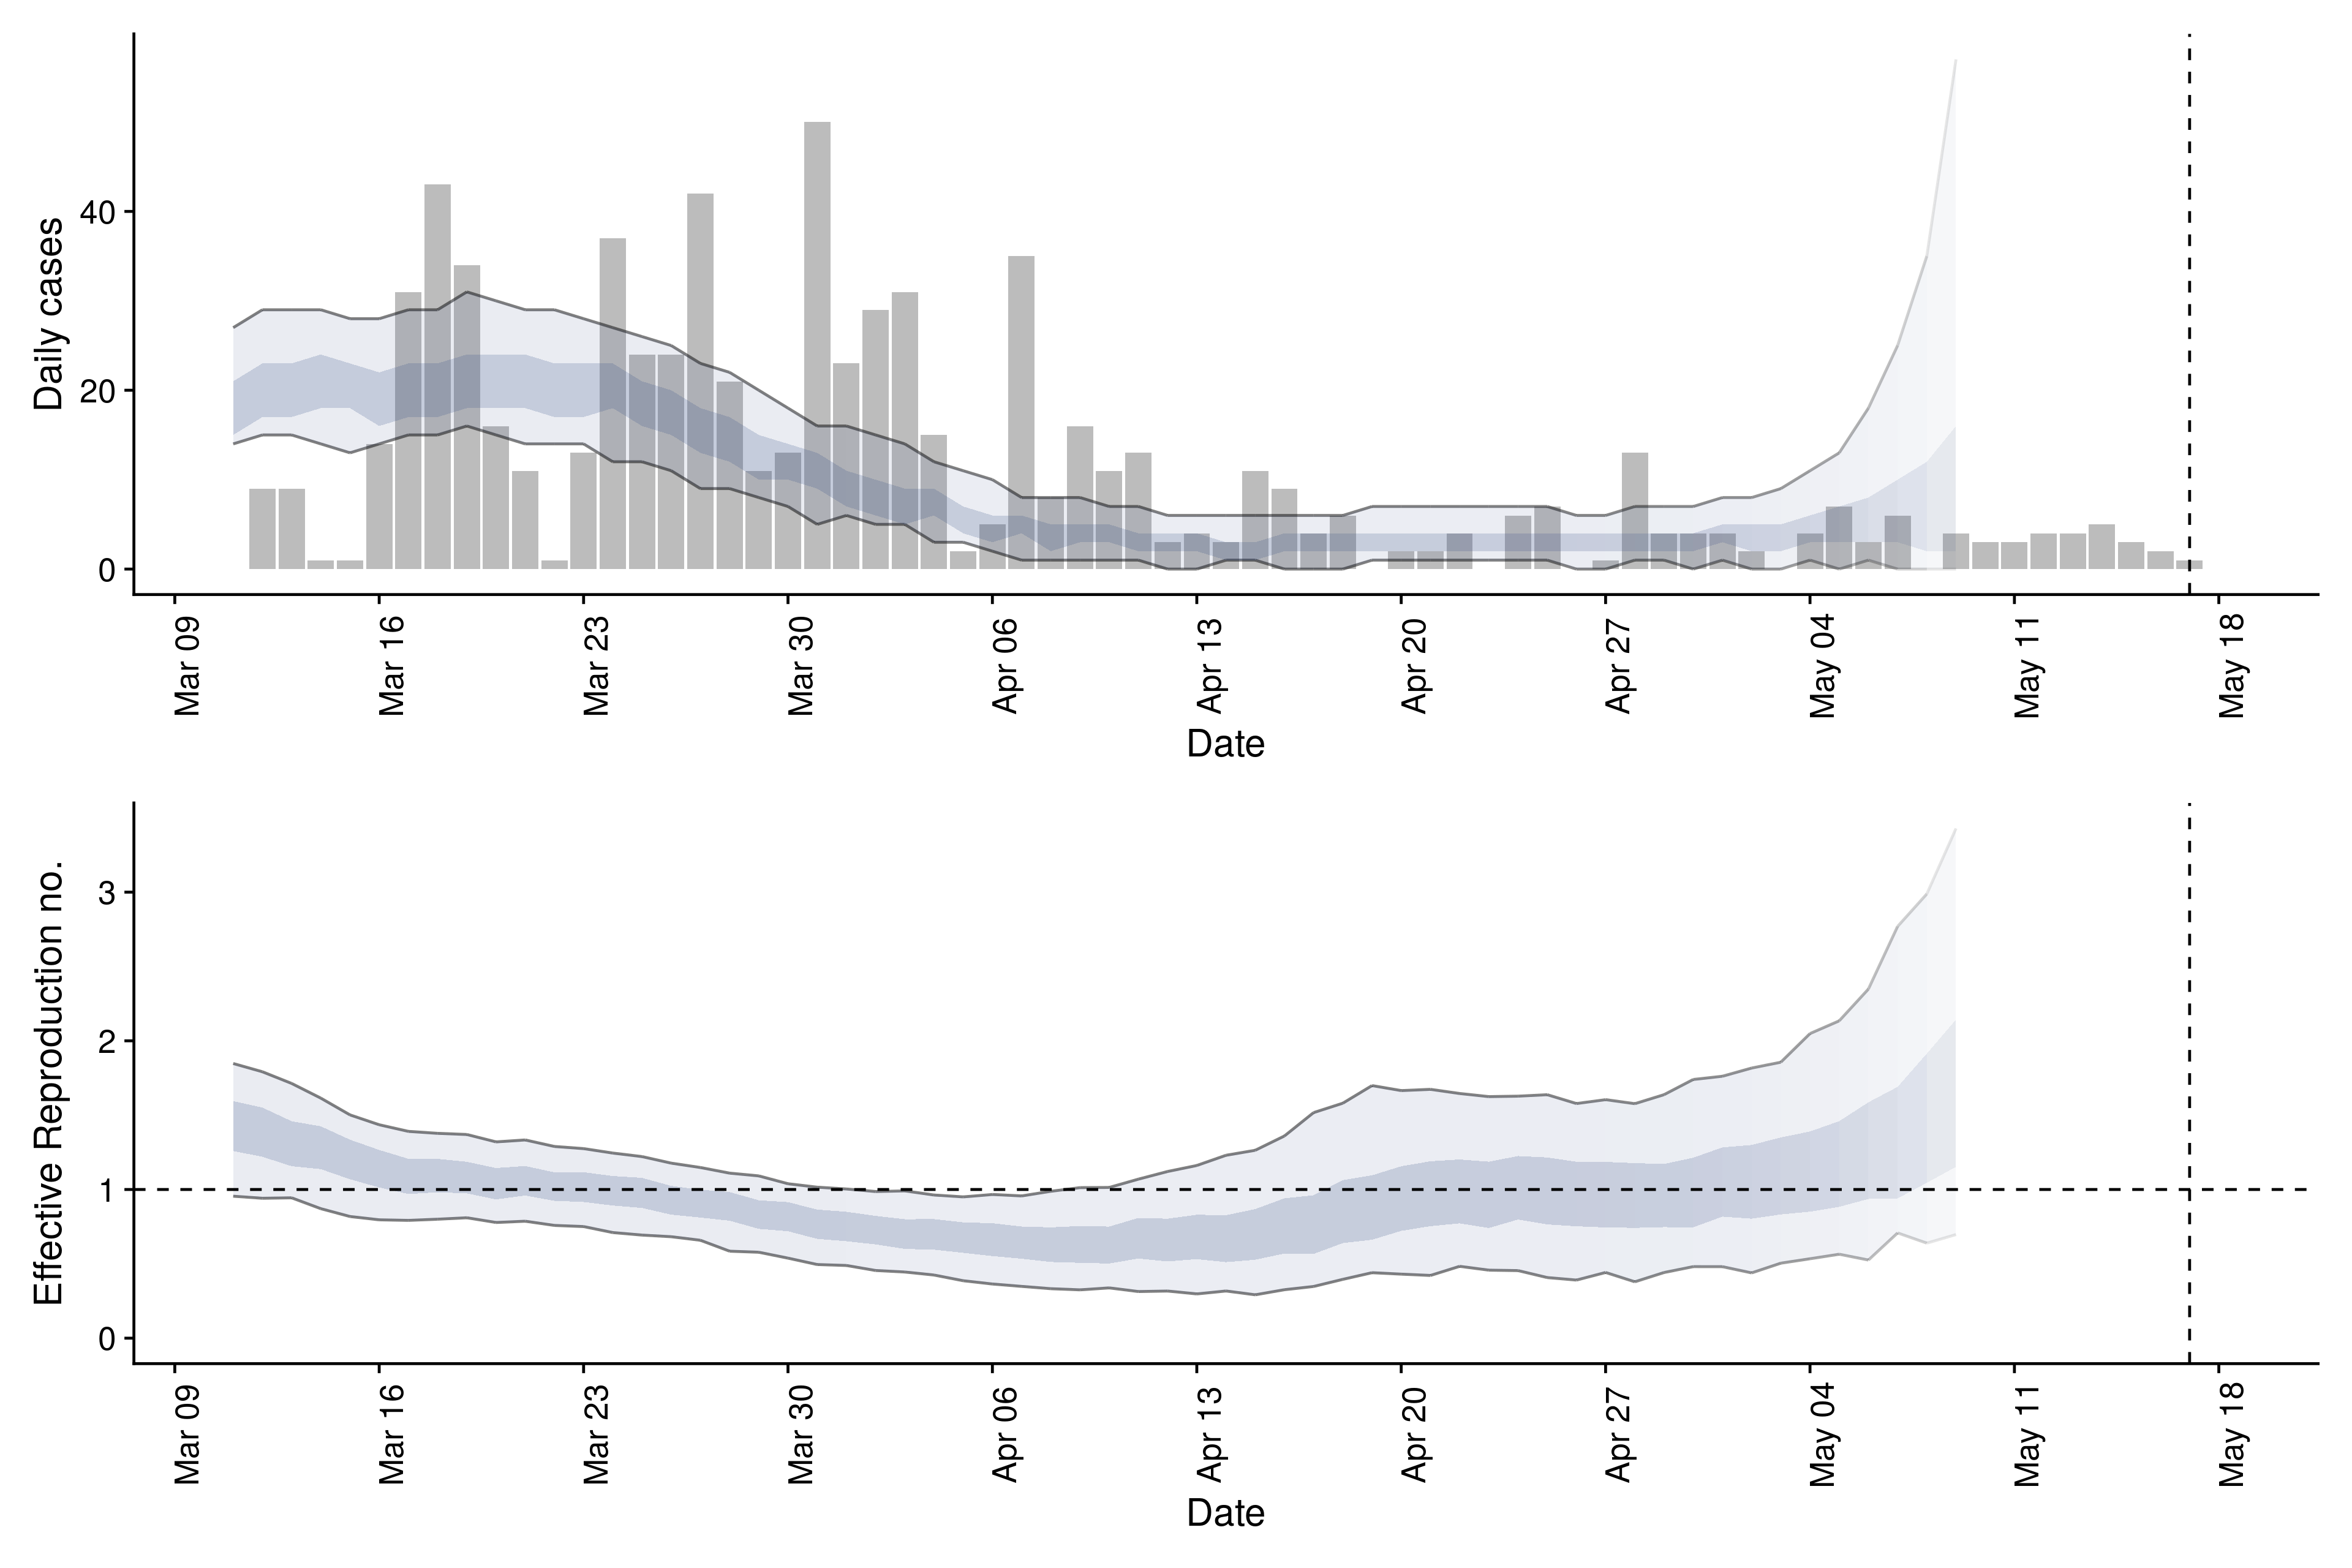 Daily cases
40
20
0
Mar 09
Mar 16
Mar 23
Mar 30
Apr 06
Apr 13
Apr 20
Apr 27
May 04
May 11
May 18
Date
Effective Reproduction no.
3
2
1
0
Mar 09
Mar 16
Mar 23
Mar 30
Apr 06
Apr 13
Apr 20
Apr 27
May 04
May 11
May 18
Date